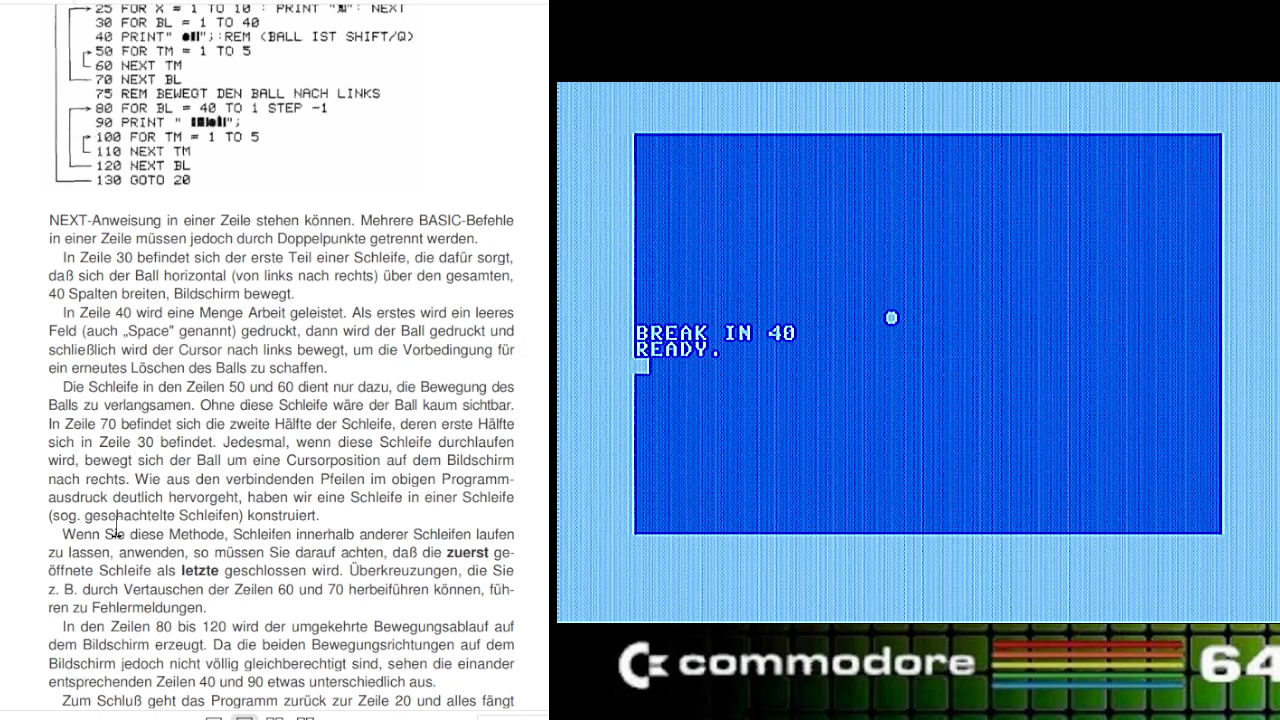 25 FOR X = 1 TO 10 : PRINT "": NEXT
30 FOR BL = 1 TO 40
40 PRINT" ●";:REM (BALL IST SHIFT/Q)
50 FOR TM = 1 TO 5
60 NEXT TM
70 NEXT BL
75 REM BEWEGT DEN BALL NACH LINKS
80 FOR BL = 40 TO 1 STEP -1
90 PRINT " ";
100 FOR TM = 1 TO 5
110 NEXT TM
120 NEXT BL
130 GOTO 20
NEXT-Anweisung in einer Zeile stehen können. Mehrere BASIC-Befehle
in einer Zeile müssen jedoch durch Doppelpunkte getrennt werden.
In Zeile 30 befindet sich der erste Teil einer Schleife, die dafür sorgt,
daß sich der Ball horizontal (von links nach rechts) über den gesamten,
40 Spalten breiten, Bildschirm bewegt.
In Zeile 40 wird eine Menge Arbeit geleistet. Als erstes wird ein leeres
Feld (auch „Space" genannt) gedruckt, dann wird der Ball gedruckt und
schließlich wird der Cursor nach links bewegt, um die Vorbedingung für
ein erneutes Löschen des Balls zu schaffen.
Die Schleife in den Zeilen 50 und 60 dient nur dazu, die Bewegung des
Balls zu verlangsamen. Ohne diese Schleife wäre der Ball kaum sichtbar.
In Zeile 70 befindet sich die zweite Hälfte der Schleife, deren erste Hälfte
sich in Zeile 30 befindet. Jedesmal, wenn diese Schleife durchlaufen
wird, bewegt sich der Ball um eine Cursorposition auf dem Bildschirm
nach rechts. Wie aus den verbindenden Pfeilen im obigen Programm-
ausdruck deutlich hervorgeht, haben wir eine Schleife in einer Schleife
(sog. geschachtelte Schleifen) konstruiert.
Wenn Sie diese Methode, Schleifen innerhalb anderer Schleifen laufen
zu lassen, anwenden, so müssen Sie darauf achten, daß die zuerst ge-
öffnete Schleife als letzte geschlossen wird. Überkreuzungen, die Sie
z. B. durch Vertauschen der Zeilen 60 und 70 herbeiführen können, füh-
ren zu Fehlermeldungen.
In den Zeilen 80 bis 120 wird der umgekehrte Bewegungsablauf auf
dem Bildschirm erzeugt. Da die beiden Bewegungsrichtungen auf dem
Bildschirm jedoch nicht völlig gleichberechtigt sind, sehen die einander
entsprechenden Zeilen 40 und 90 etwas unterschiedlich aus.
Zum Schluß geht das Programm zurück zur Zeile 20 und alles fängt
BREAK IN 40
READY.
commodore 64